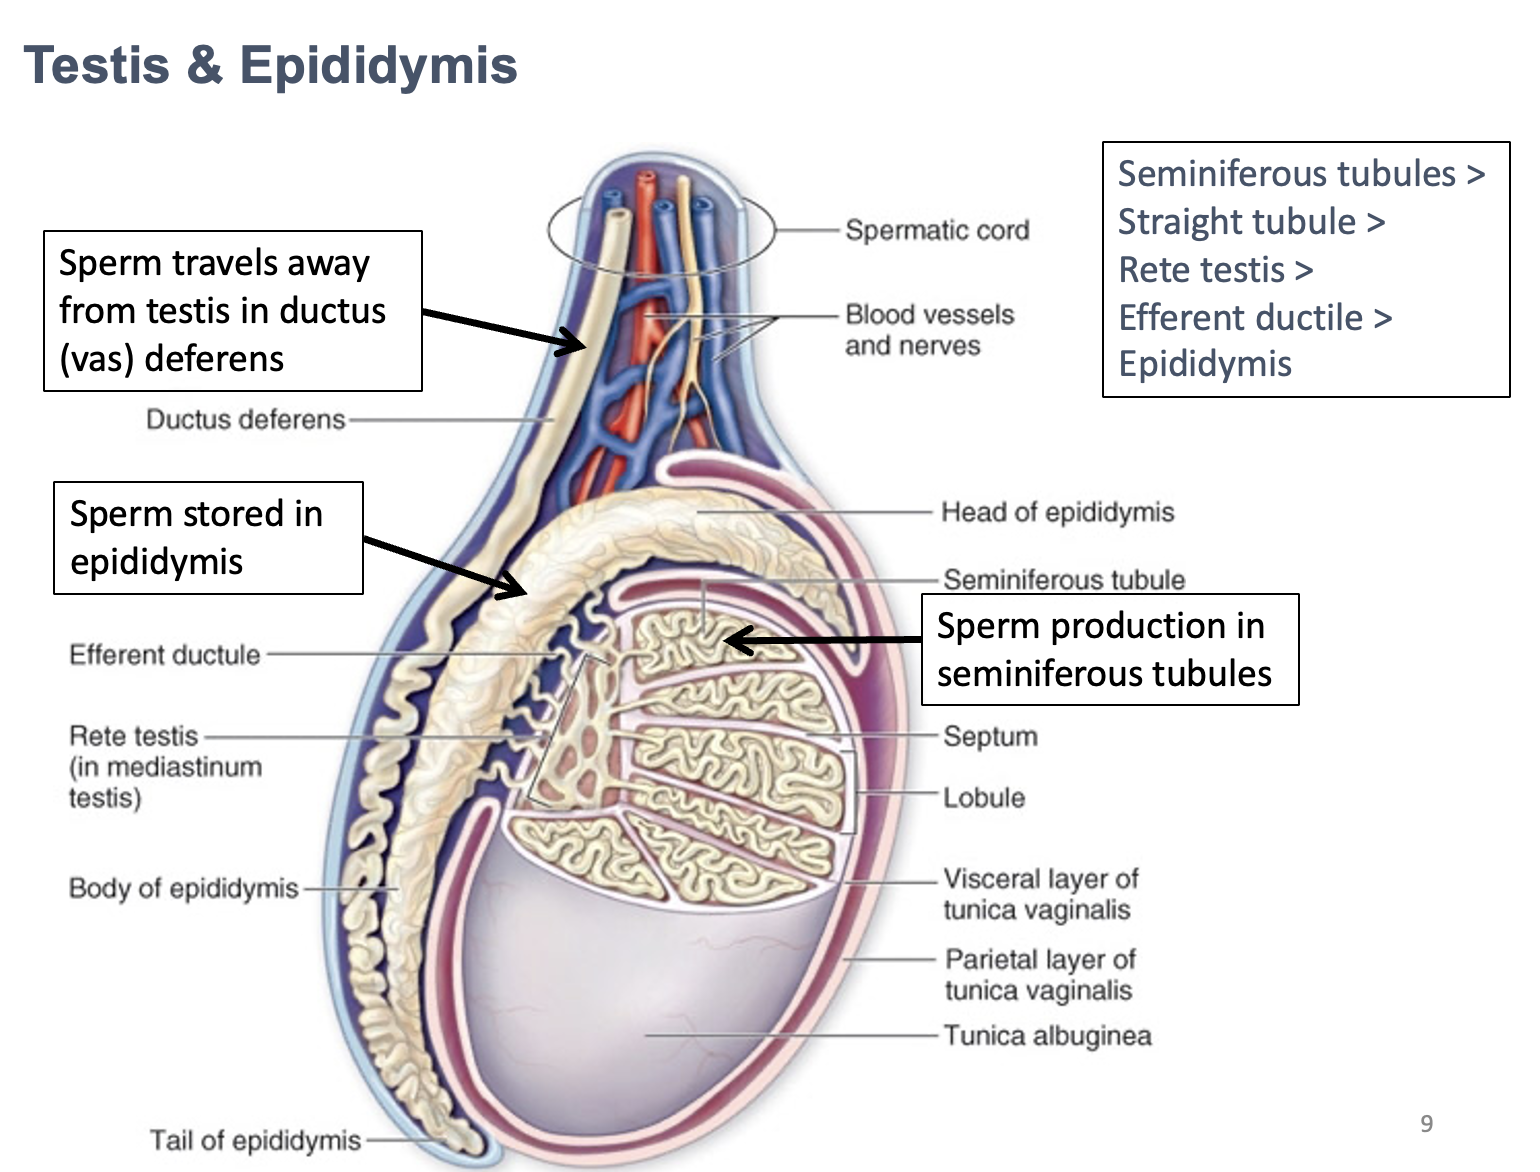 Testis & Epididymis
Seminiferous tubules >
Straight tubule >
Rete testis >
Efferent ductile >
Epididymis
Sperm travels away
from testis in ductus
(vas) deferens
Spermatic cord
Blood vessels
and nerves
Ductus deferens
Sperm stored in
epididymis
Head of epididymis
Seminiferous tubule
Sperm production in
seminiferous tubules
Efferent ductule
Rete testis
(in mediastinum
testis)
Septum
Lobule
Body of epididymis
Visceral layer of
tunica vaginalis
Parietal layer of
tunica vaginalis
Tunica albuginea
Tail of epididymis
9